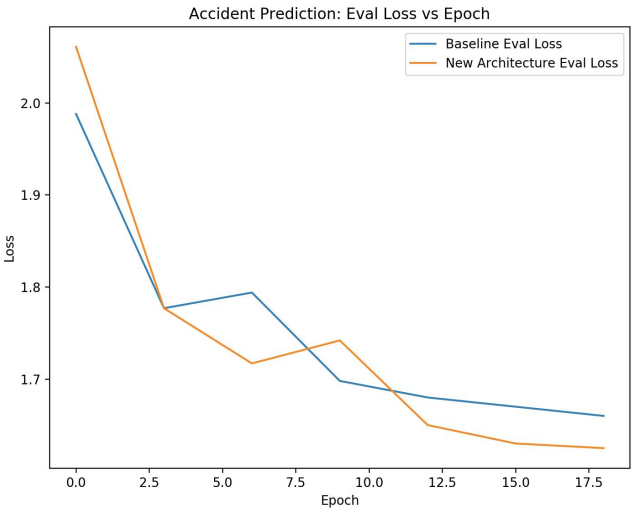 Accident Prediction: Eval Loss vs Epoch
Baseline Eval Loss
New Architecture Eval Loss
2.0
1.9
1.8
1.7
Loss
0.0 2.5 5.0 7.5 10.0 12.5 15.0 17.5
Epoch